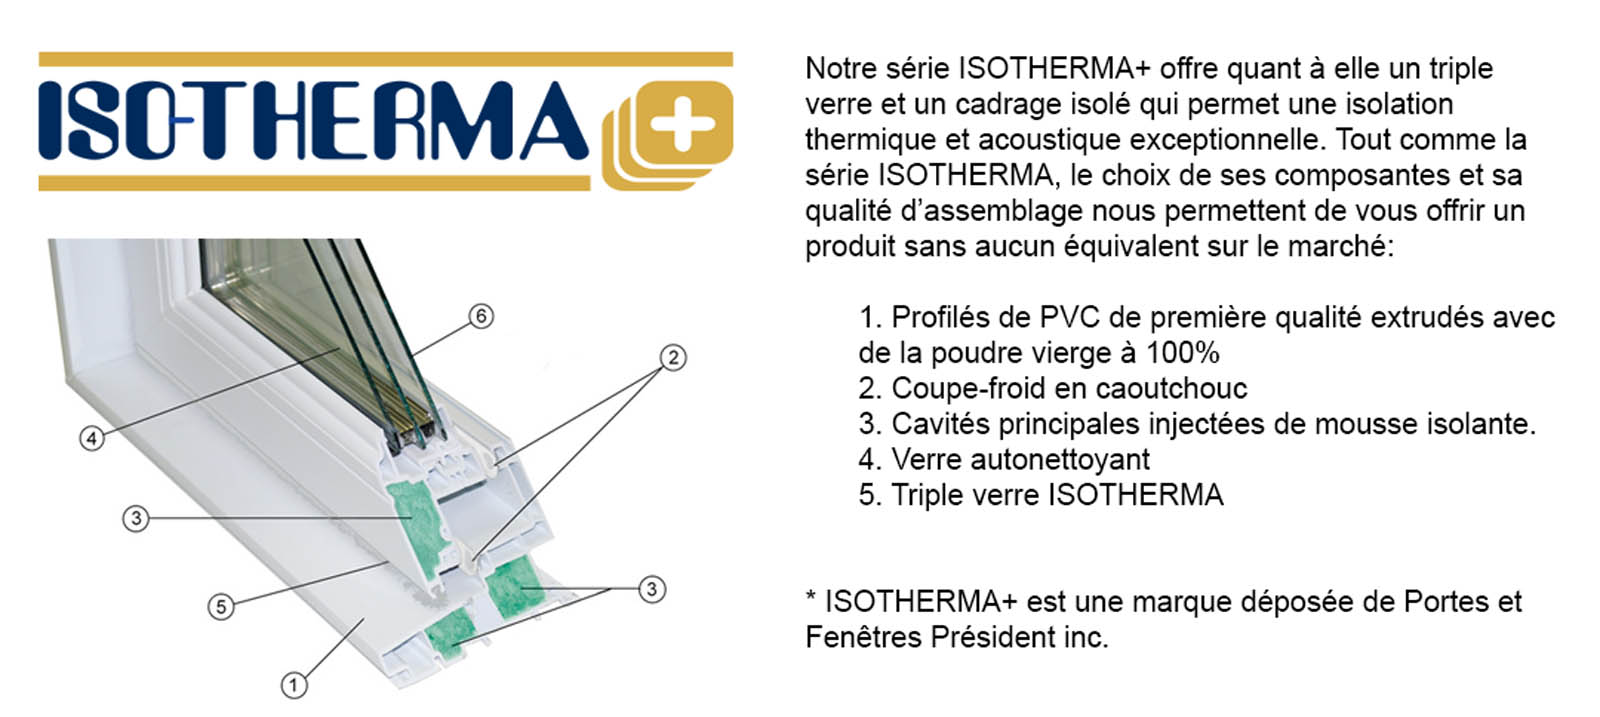 ISOTHERMA+
6
2
4
3
5
3
1
Notre série ISOTHERMA+ offre quant à elle un triple
verre et un cadrage isolé qui permet une isolation
thermique et acoustique exceptionnelle. Tout comme la
série ISOTHERMA, le choix de ses composantes et sa
qualité d’assemblage nous permettent de vous offrir un
produit sans aucun équivalent sur le marché:
1. Profilés de PVC de première qualité extrudés avec
de la poudre vierge à 100%
2. Coupe-froid en caoutchouc
3. Cavités principales injectées de mousse isolante.
4. Verre autonettoyant
5. Triple verre ISOTHERMA
* ISOTHERMA+ est une marque déposée de Portes et
Fenêtres Président inc.